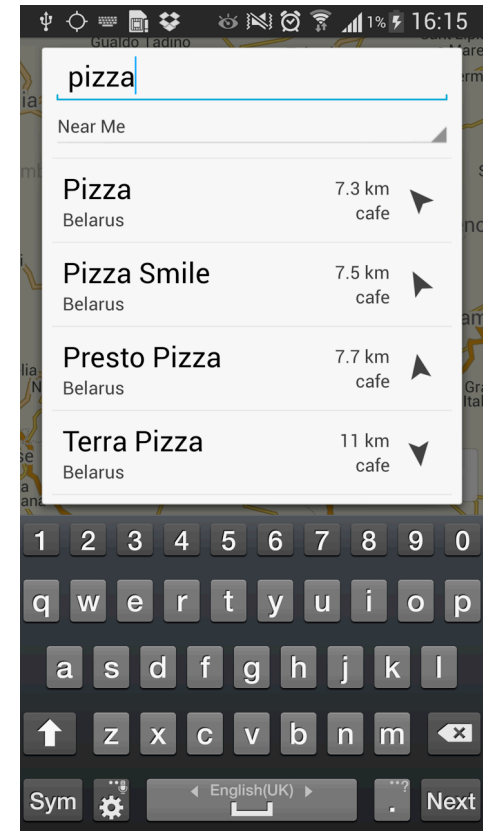 1% 16:15
Gualdo Tadino
pizza
Near Me
Pizza
7.3 km
Belarus
cafe
Pizza Smile
7.5 km
Belarus
cafe
Presto Pizza
7.7 km
Belarus
cafe
Terra Pizza
11 km
Belarus
cafe
1 2 3 4 5 6 7 8 9 0
q w e r t y u i o p
a s d f g h j k l
z x c v b n m
Sym English(UK) . Next